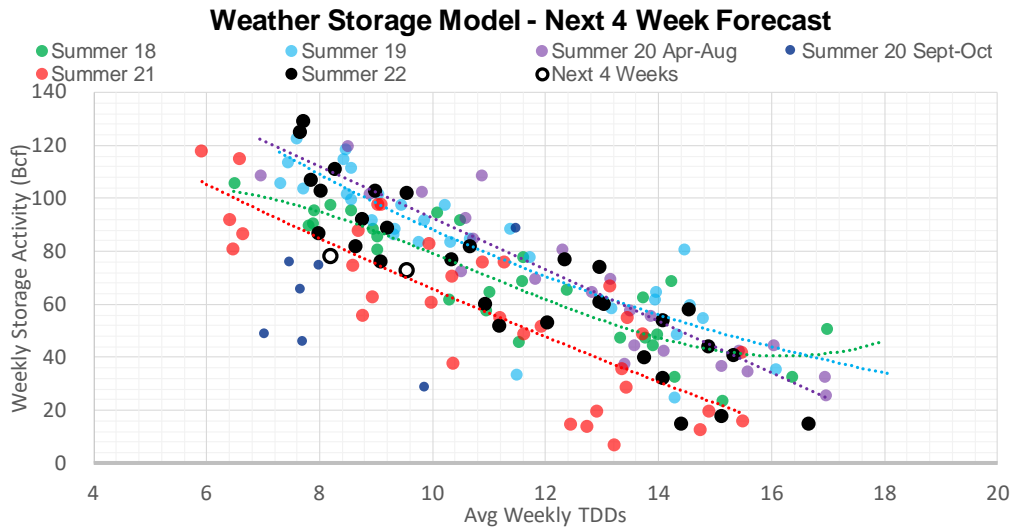 Weather Storage Model - Next 4 Week Forecast
Summer 18 Summer 19 Summer 20 Apr-Aug Summer 20 Sept-Oct
Summer 21 Summer 22 Next 4 Weeks
140
120
100
80
60
40
20
0
Weekly Storage Activity (Bcf)
4 6 8 10 12 14 16 18 20
Avg Weekly TDDs